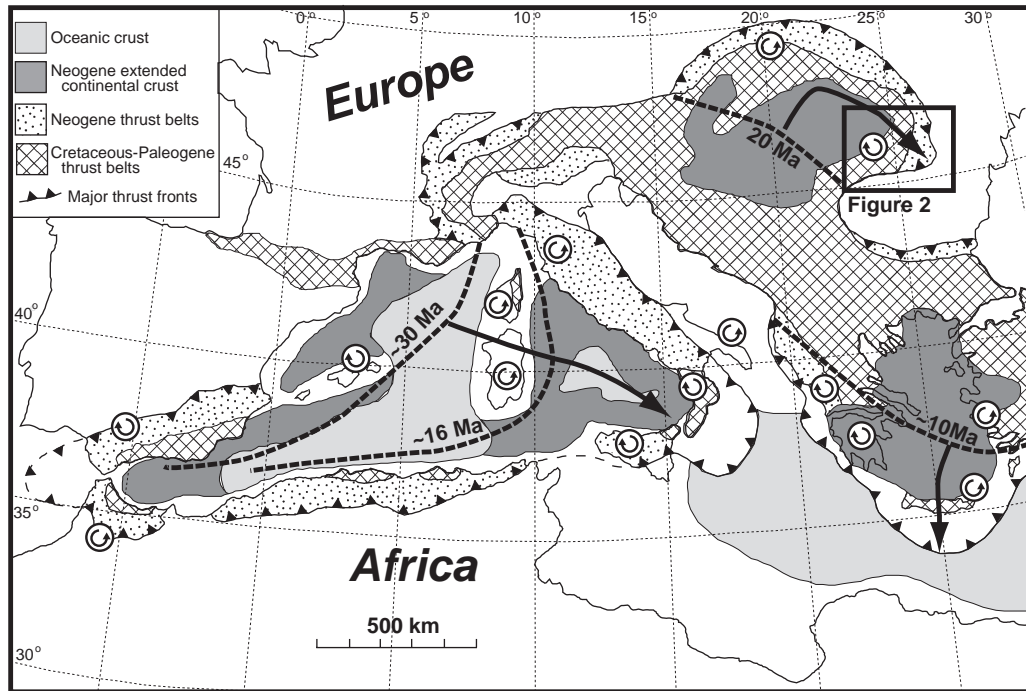 0° 5° 10° 15° 20° 25° 30°
Oceanic crust
Neogene extended
continental crust
Neogene thrust belts
Cretaceous-Paleogene
thrust belts
Major thrust fronts
Europe
45°
20 Ma
Figure 2
40°
~30 Ma
~16 Ma
10Ma
35°
Africa
500 km
30°